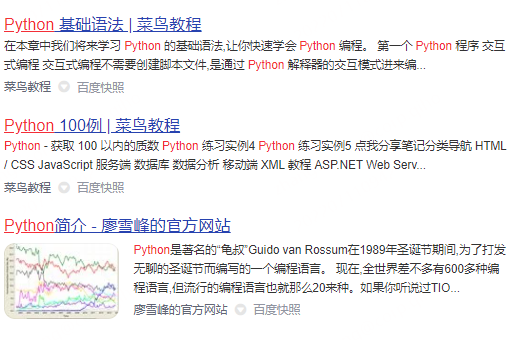 Python 基础语法 | 菜鸟教程
在本章中我们将来学习 Python 的基础语法,让你快速学会 Python 编程。 第一个 Python 程序 交互
式编程 交互式编程不需要创建脚本文件,是通过 Python 解释器的交互模式进来编...
菜鸟教程 百度快照
Python 100例 | 菜鸟教程
Python - 获取 100 以内的质数 Python 练习实例4 Python 练习实例5 点我分享笔记分类导航 HTML
/ CSS JavaScript 服务端 数据库 数据分析 移动端 XML 教程 ASP.NET Web Serv...
菜鸟教程 百度快照
Python简介 - 廖雪峰的官方网站
Python是著名的“龟叔”Guido van Rossum在1989年圣诞节期间,为了打发
无聊的圣诞节而编写的一个编程语言。 现在,全世界差不多有600多种编
程语言,但流行的编程语言也就那么20来种。如果你听说过TIO...
廖雪峰的官方网站 百度快照